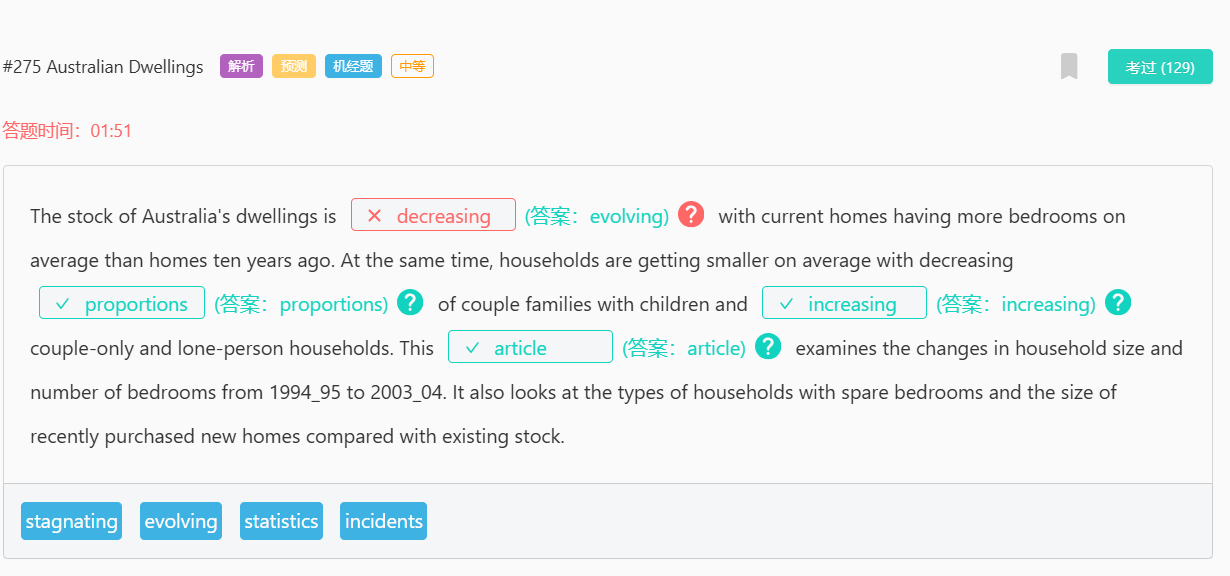 #275 Australian Dwellings 解析 预测 机经题 中等 考过 (129)
答题时间：01:51
The stock of Australia's dwellings is decreasing (答案：evolving) ? with current homes having more bedrooms on
average than homes ten years ago. At the same time, households are getting smaller on average with decreasing
proportions (答案：proportions) ? of couple families with children and increasing (答案：increasing) ?
couple-only and lone-person households. This article (答案：article) ? examines the changes in household size and
number of bedrooms from 1994_95 to 2003_04. It also looks at the types of households with spare bedrooms and the size of
recently purchased new homes compared with existing stock.
stagnating evolving statistics incidents